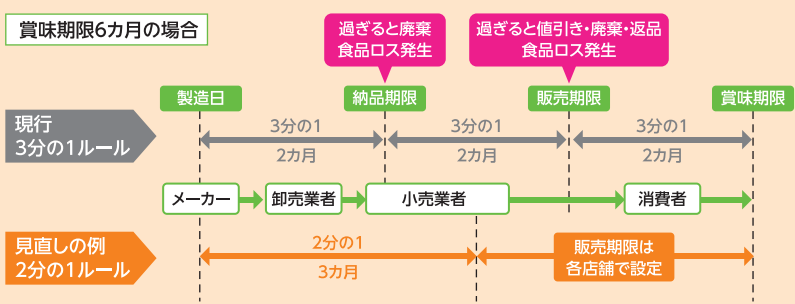 賞味期限6カ月の場合
過ぎると廃棄
食品ロス発生
過ぎると値引き・廃棄・返品
食品ロス発生
製造日
納品期限
販売期限
賞味期限
現行
3分の1ルール
3分の1
2カ月
3分の1
2カ月
3分の1
2カ月
メーカー
卸売業者
小売業者
消費者
見直しの例
2分の1ルール
2分の1
3カ月
販売期限は
各店舗で設定